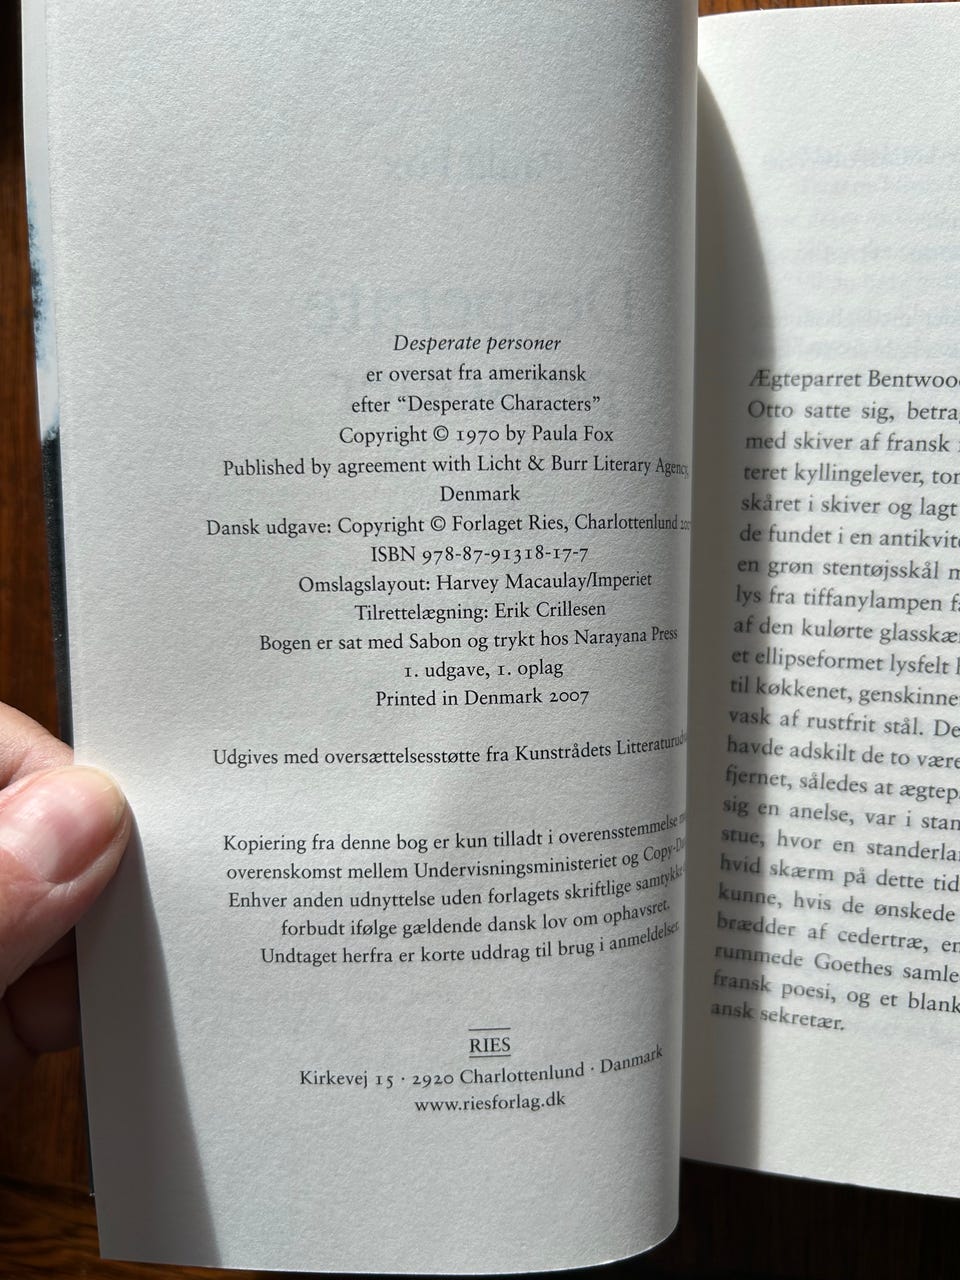 Desperate personer
er oversat fra amerikansk
efter “Desperate Characters”
Copyright © 1970 by Paula Fox
Published by agreement with Licht & Burr Literary Agency,
Denmark
Dansk udgave: Copyright © Forlaget Ries, Charlottenlund
ISBN 978-87-91318-17-7
Omslagslayout: Harvey Macaulay/Imperiet
Tilrettelægning: Erik Crillesen
Bogen er sat med Sabon og trykt hos Narayana Press
1. udgave, 1. oplag
Printed in Denmark 2007
Udgives med oversættelsesstøtte fra Kunstrådets
Kopiering fra denne bog er kun tilladt i overensstemmelse
overenskomst mellem Undervisningsministeriet og
Enhver anden udnyttelse uden forlagets skriftlige samtykke
forbudt ifølge gældende dansk lov om ophavsret.
Undtaget herfra er korte uddrag til brug i anmeldelser.
RIES
Kirkevej 15 · 2920 Charlottenlund · Danmark
www.riesforlag.dk
Ægteparret
Otto satte sig,
med skiver af fransk
teret kyllingelever,
skåret i skiver og lagt
de fundet i en
en grøn stentøjsskål
lys fra tiffanylampen
af den kulørte
et ellipseformet lysfelt
til køkkenet,
vask af rustfrit stål.
havde adskilt de to
fjernet, således at
sig en anelse, var i
stue, hvor en
hvid skærm på dette
kunne, hvis de ønskede
brædder af cedertræ,
rummede Goethes
fransk poesi, og et
ansk sekretær.